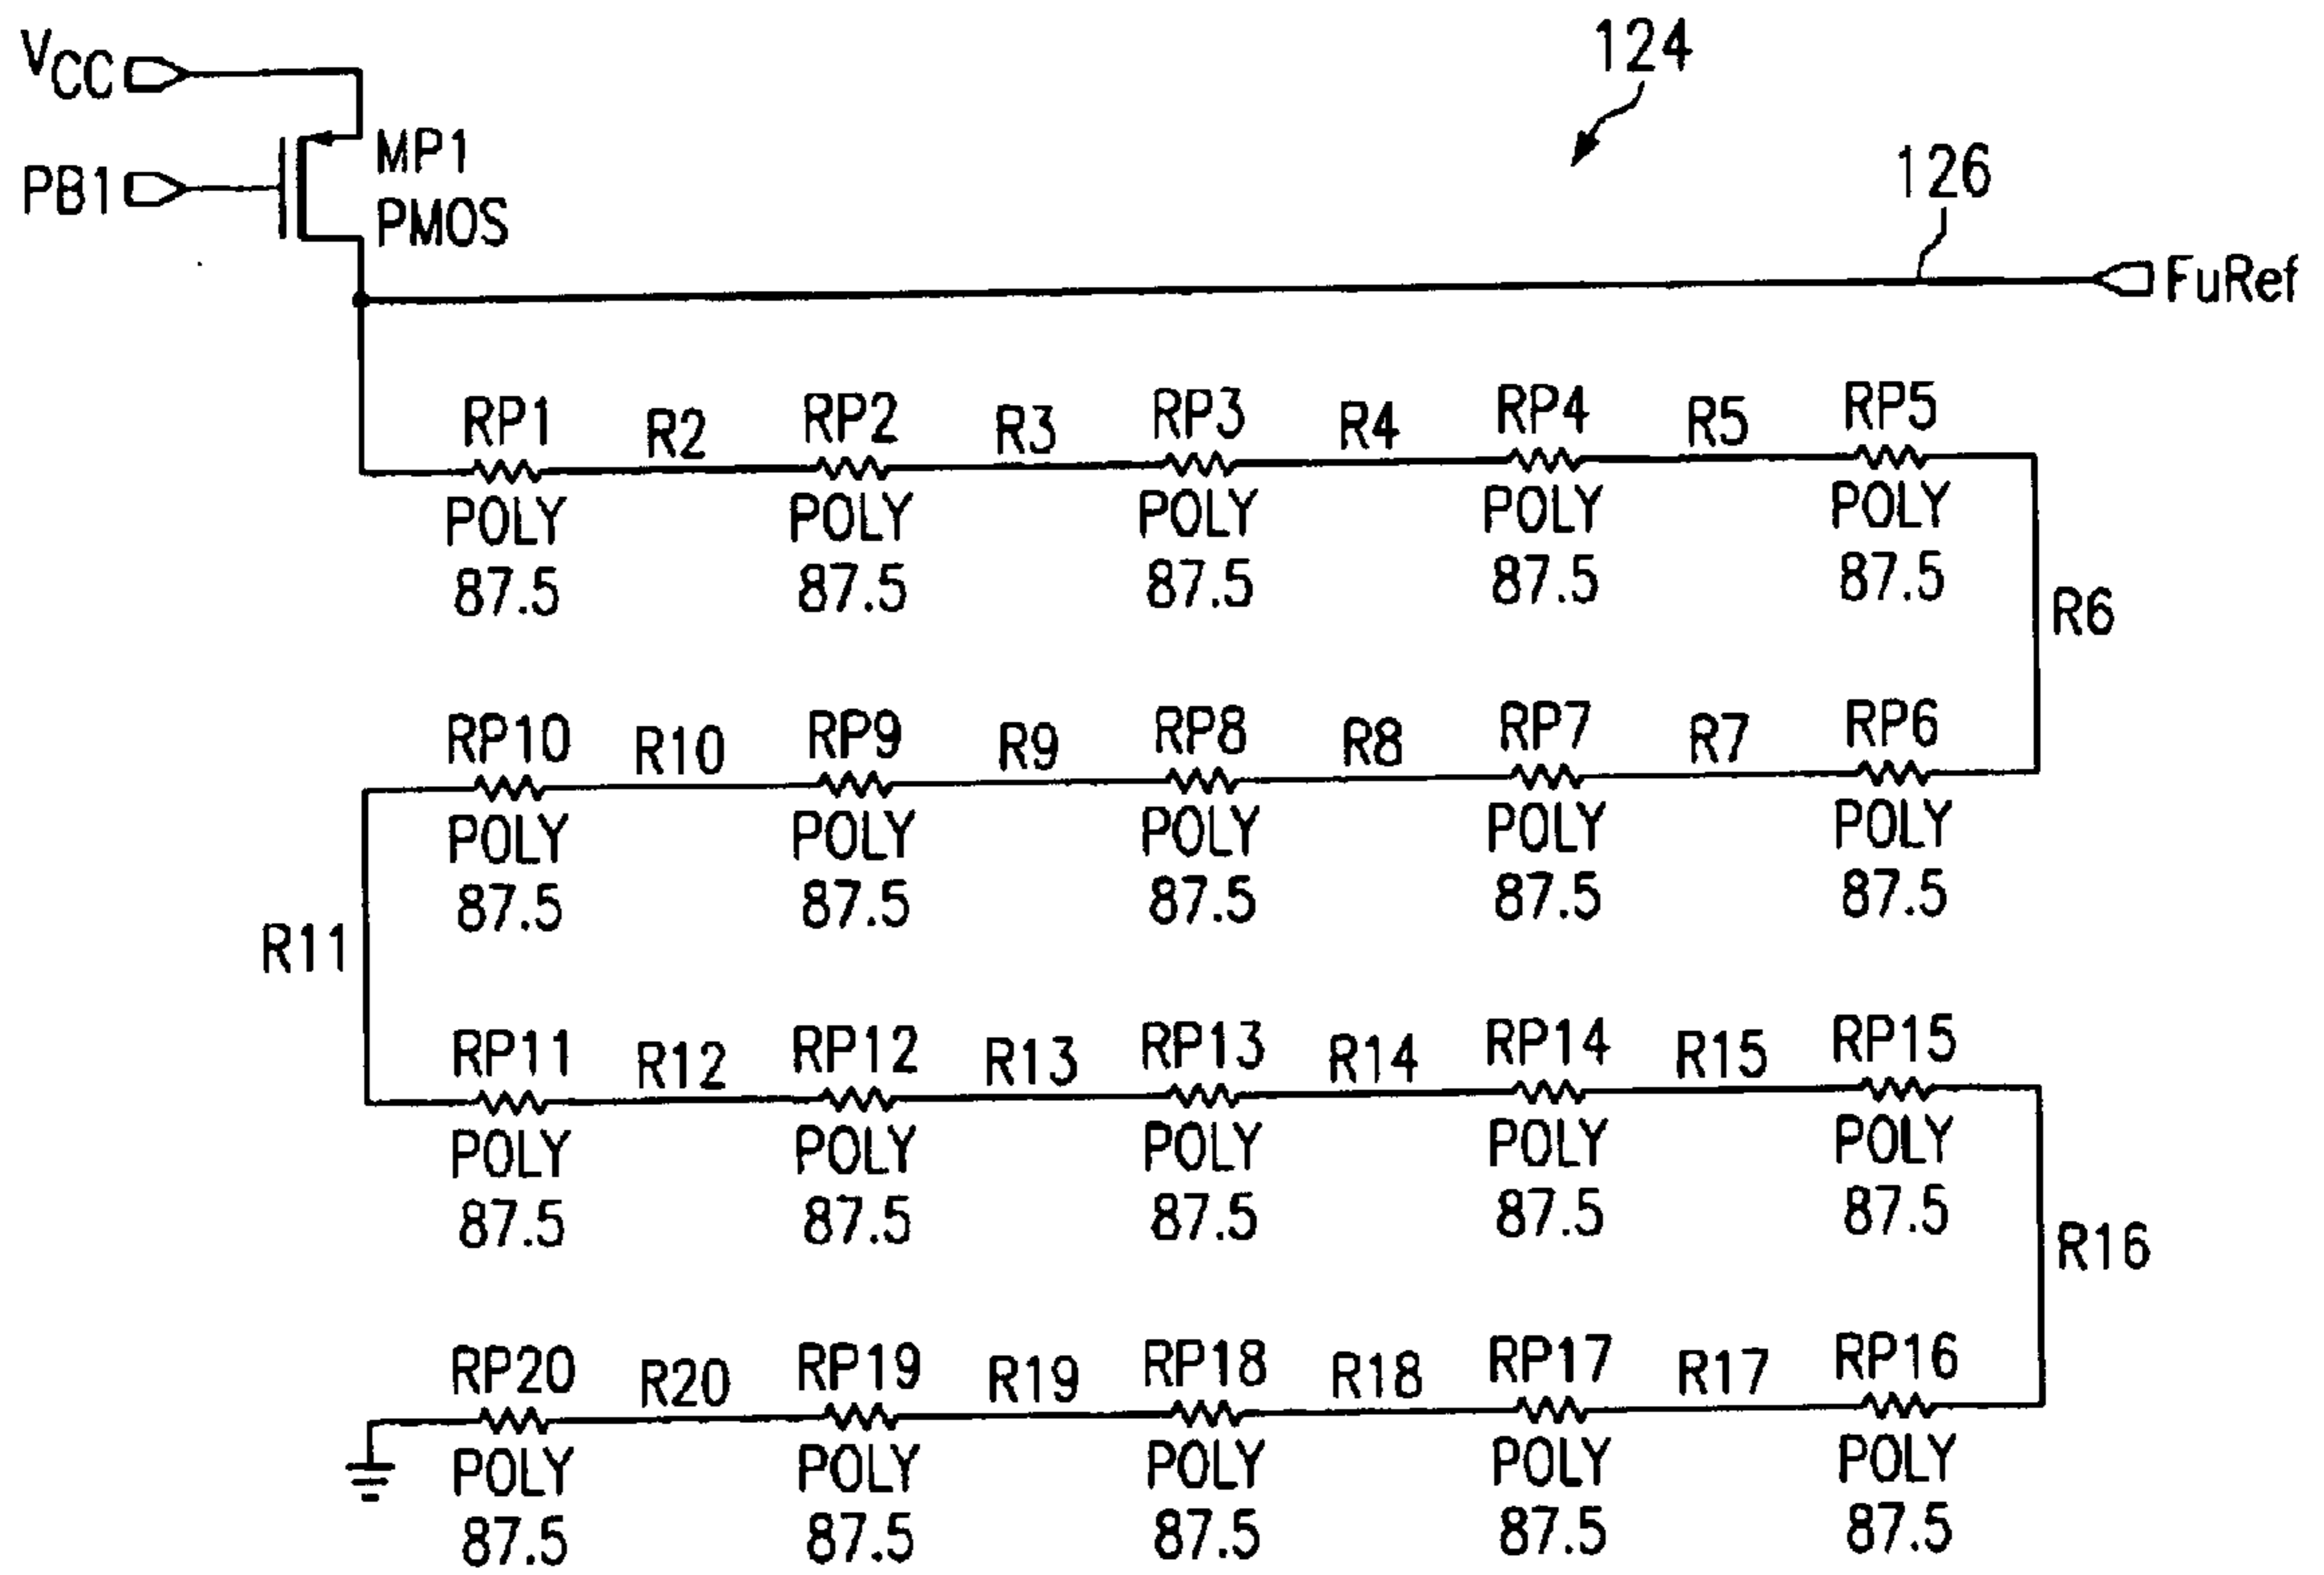 124
VCC
MP1
PB1
PMOS
126
FuRef
RP1 R2 RP2 R3 RP3 R4 RP4 R5 RP5
POLY POLY POLY POLY POLY
87.5 87.5 87.5 87.5 87.5
R6
RP10 R10 RP9 R9 RP8 R8 RP7 R7 RP6
POLY POLY POLY POLY POLY
87.5 87.5 87.5 87.5 87.5
R11
RP11 R12 RP12 R13 RP13 R14 RP14 R15 RP15
POLY POLY POLY POLY POLY
87.5 87.5 87.5 87.5 87.5
R16
RP20 R20 RP19 R19 RP18 R18 RP17 R17 RP16
POLY POLY POLY POLY POLY
87.5 87.5 87.5 87.5 87.5